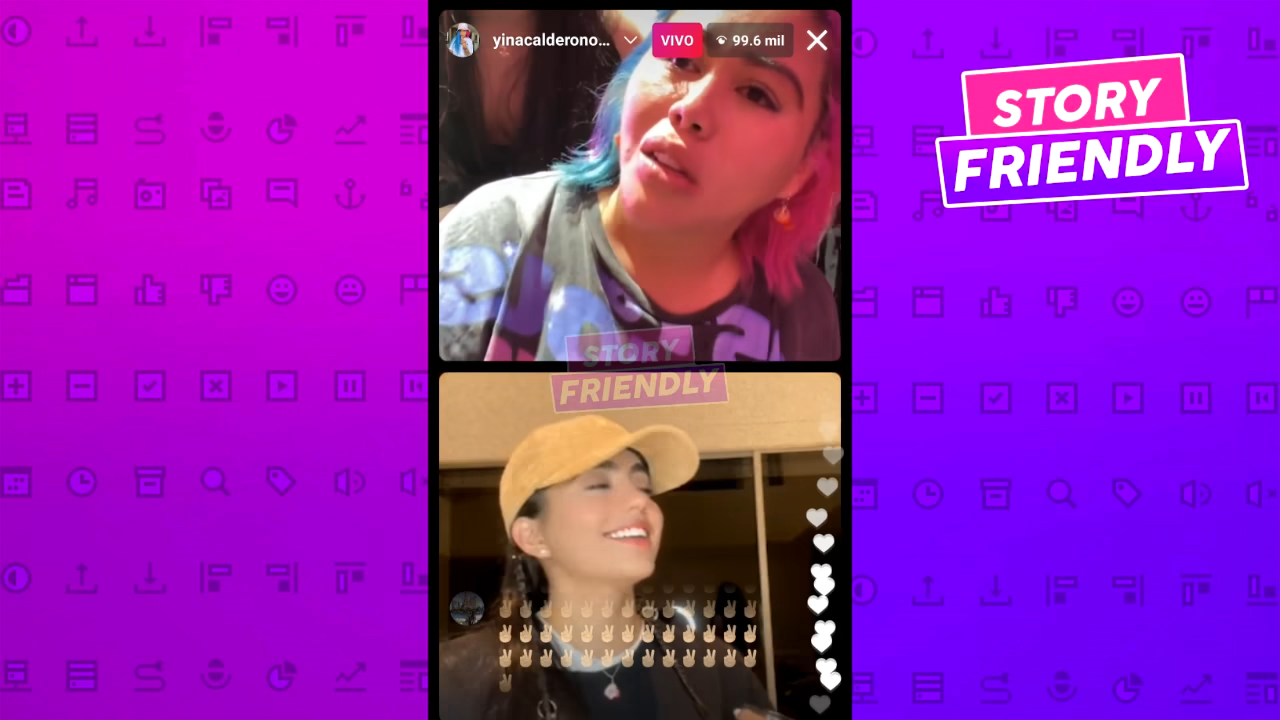 yinacalderono...
VIVO
99.6 mil
STORY
FRIENDLY
STORY
FRIENDLY